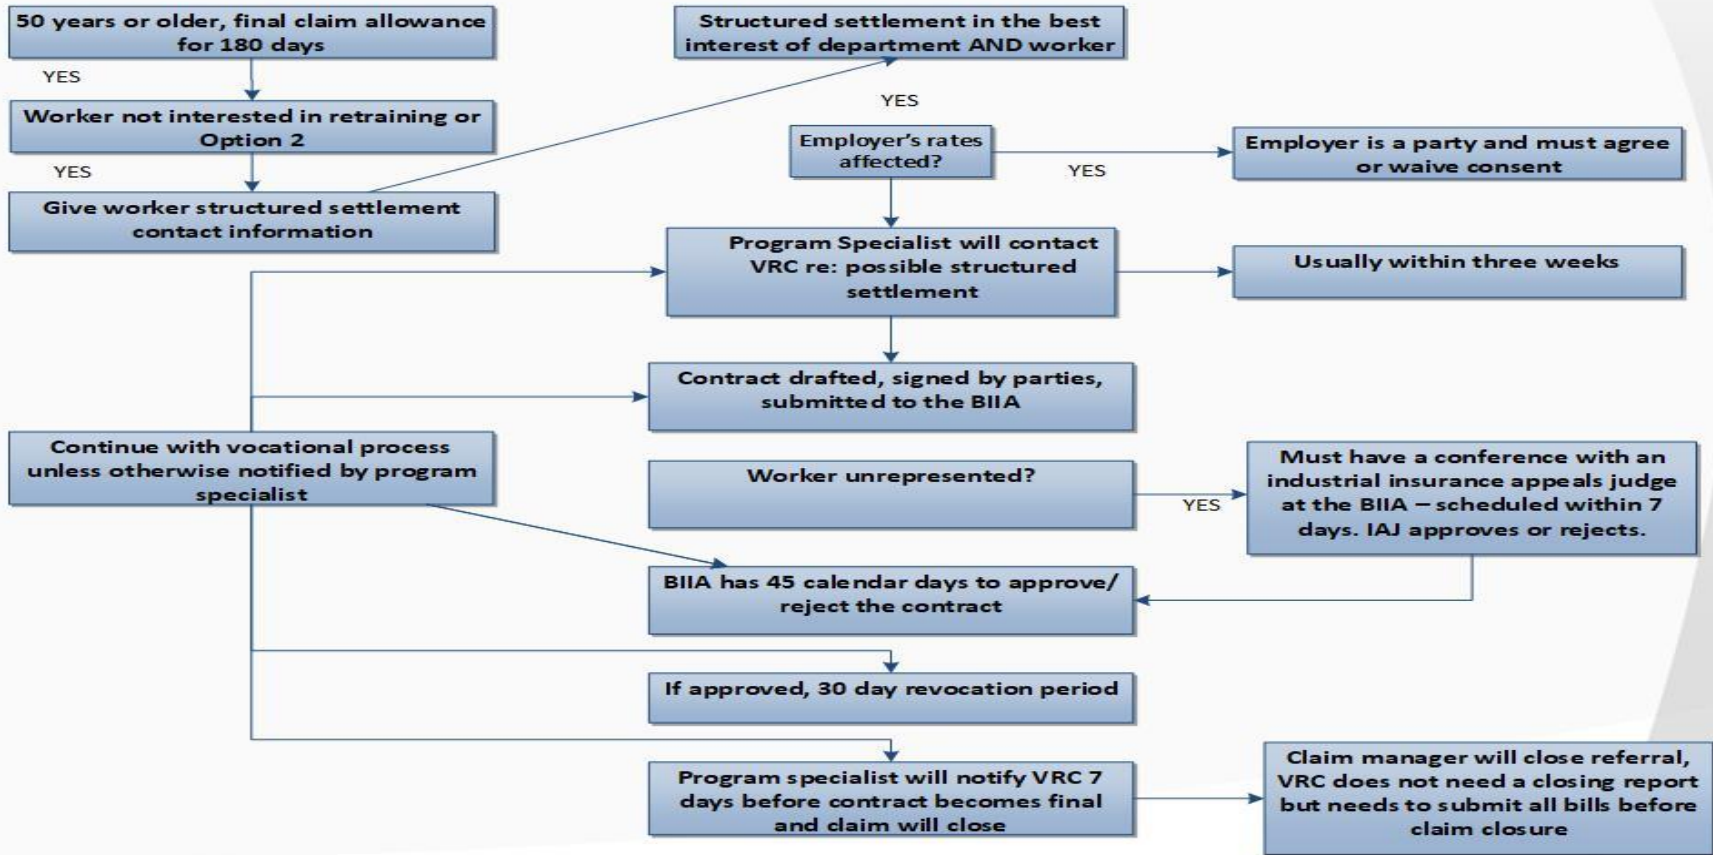 50 years or older, final claim allowance
for 180 days
YES
Worker not interested in retraining or
Option 2
YES
Give worker structured settlement
contact information
Structured settlement in the best
interest of department AND worker
YES
Employer's rates
affected?
YES
Employer is a party and must agree
or waive consent
Program Specialist will contact
VRC re: possible structured
settlement
Usually within three weeks
Contract drafted, signed by parties,
submitted to the BIIA
Continue with vocational process
unless otherwise notified by program
specialist
Worker unrepresented?
YES
Must have a conference with an
industrial insurance appeals judge
at the BIIA – scheduled within 7
days. IAJ approves or rejects.
BIIA has 45 calendar days to approve/
reject the contract
If approved, 30 day revocation period
Program specialist will notify VRC 7
days before contract becomes final
and claim will close
Claim manager will close referral,
VRC does not need a closing report
but needs to submit all bills before
claim closure